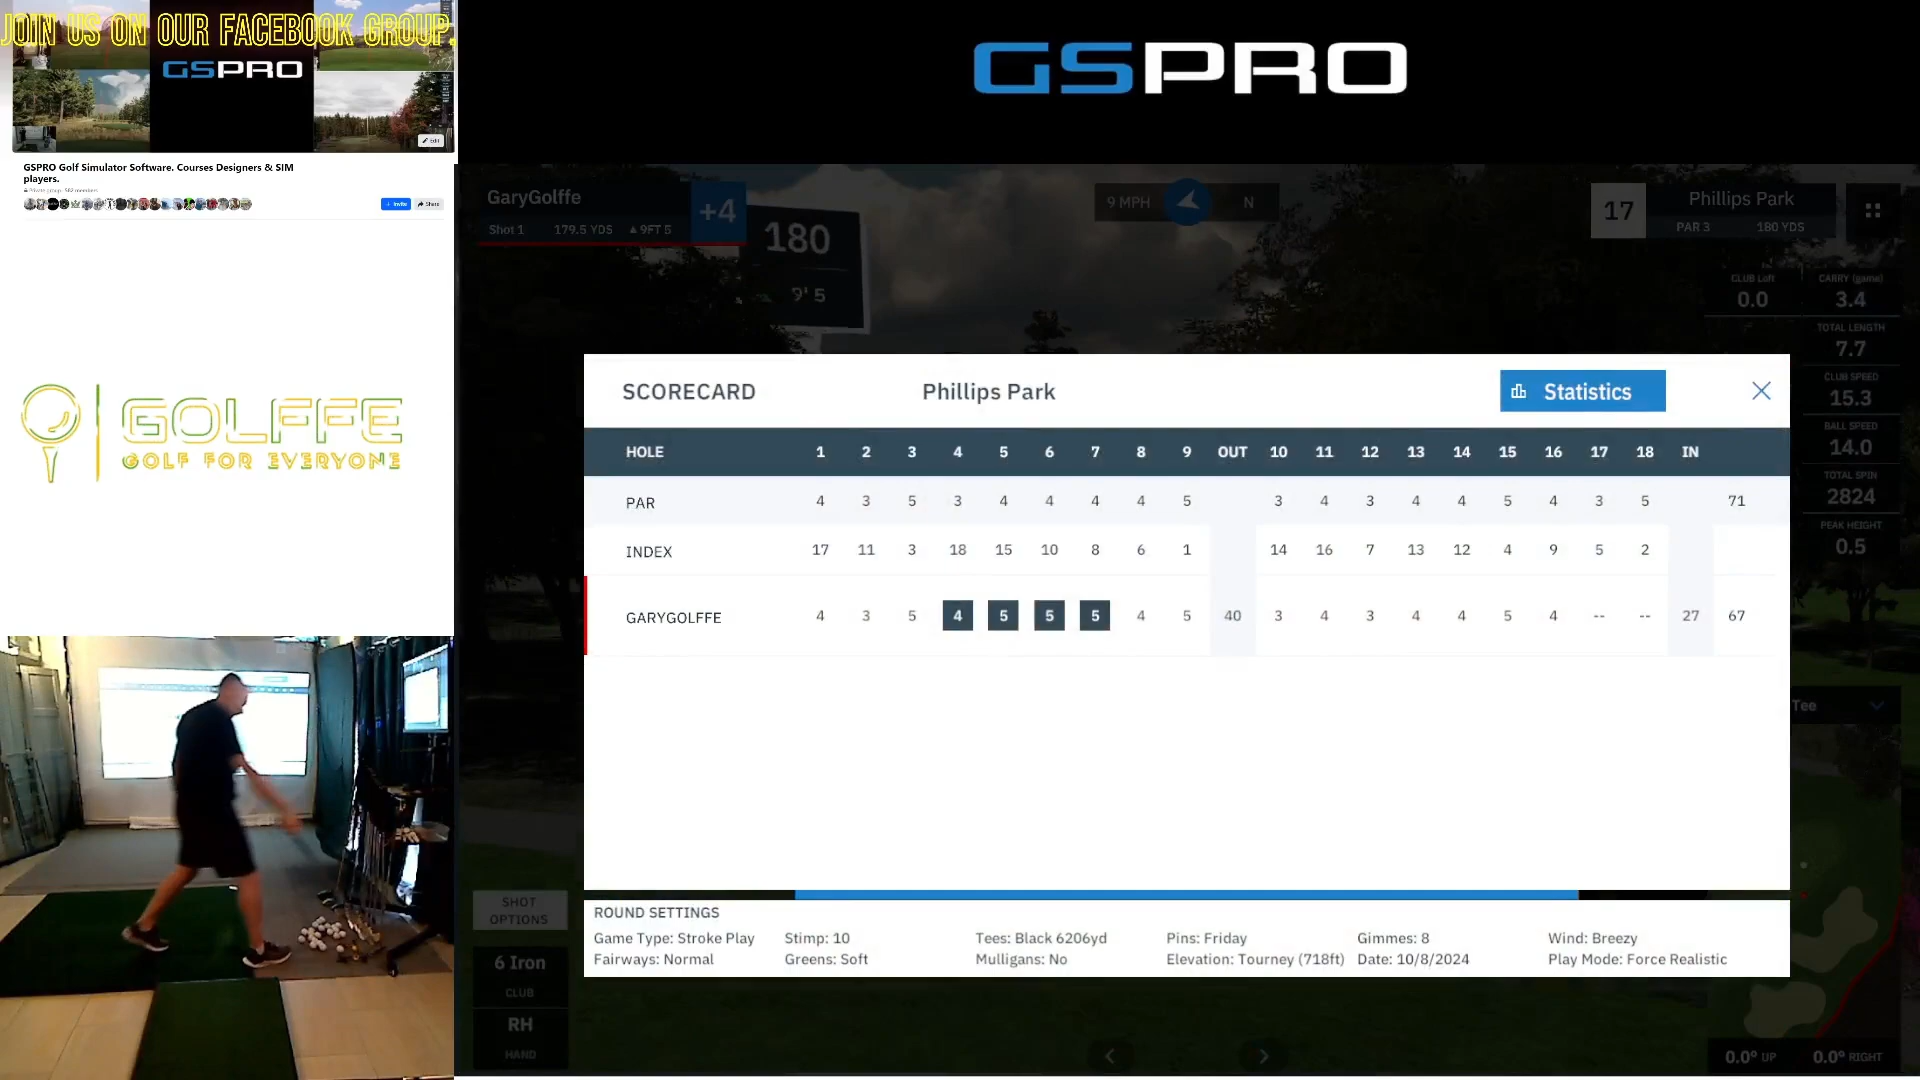 JOIN US ON OUR FACEBOOK GROUP.
GSPRO
Edit
GSPRO Golf Simulator Software. Courses Designers & SIM
players.
Private group · 582 members
Invite
Share
GOLFFE
GOLF FOR EVERYONE
GSPRO
GaryGolffe
+4
Shot 1 179.5 YDS ▲9FT 5
180
9' 5
9 MPH N
17
Phillips Park
PAR 3 180 YDS
CLUB Loft CARRY (game)
0.0 3.4
TOTAL LENGTH
7.7
CLUB SPEED
15.3
BALL SPEED
14.0
TOTAL SPIN
2824
PEAK HEIGHT
0.5
SCORECARD Phillips Park Statistics
HOLE 1 2 3 4 5 6 7 8 9 OUT 10 11 12 13 14 15 16 17 18 IN
PAR 4 3 5 3 4 4 4 4 5 3 4 3 4 4 5 4 3 5 71
INDEX 17 11 3 18 15 10 8 6 1 14 16 7 13 12 4 9 5 2
GARYGOLFFE 4 3 5 4 5 5 5 4 5 40 3 4 3 4 4 5 4 -- -- 27 67
Tee
ROUND SETTINGS
Game Type: Stroke Play Stimp: 10 Tees: Black 6206yd Pins: Friday Gimmes: 8 Wind: Breezy
Fairways: Normal Greens: Soft Mulligans: No Elevation: Tourney (718ft) Date: 10/8/2024 Play Mode: Force Realistic
SHOT
OPTIONS
6 Iron
CLUB
RH
HAND
0.0° UP 0.0° RIGHT